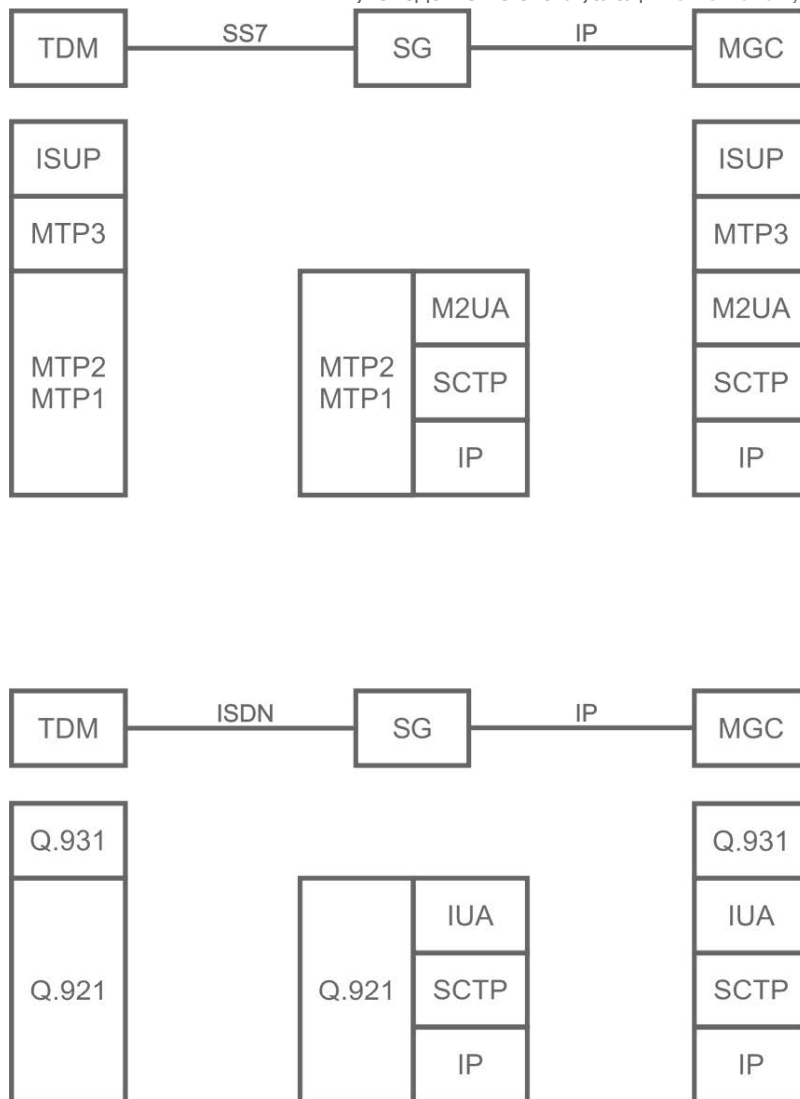 TDM SS7 SG IP MGC
ISUP ISUP
MTP3 MTP3
M2UA M2UA
MTP2 MTP2
MTP1 MTP1
SCTP SCTP
IP IP
TDM ISDN SG IP MGC
Q.931 Q.931
IUA IUA
Q.921 Q.921 SCTP SCTP
IP IP